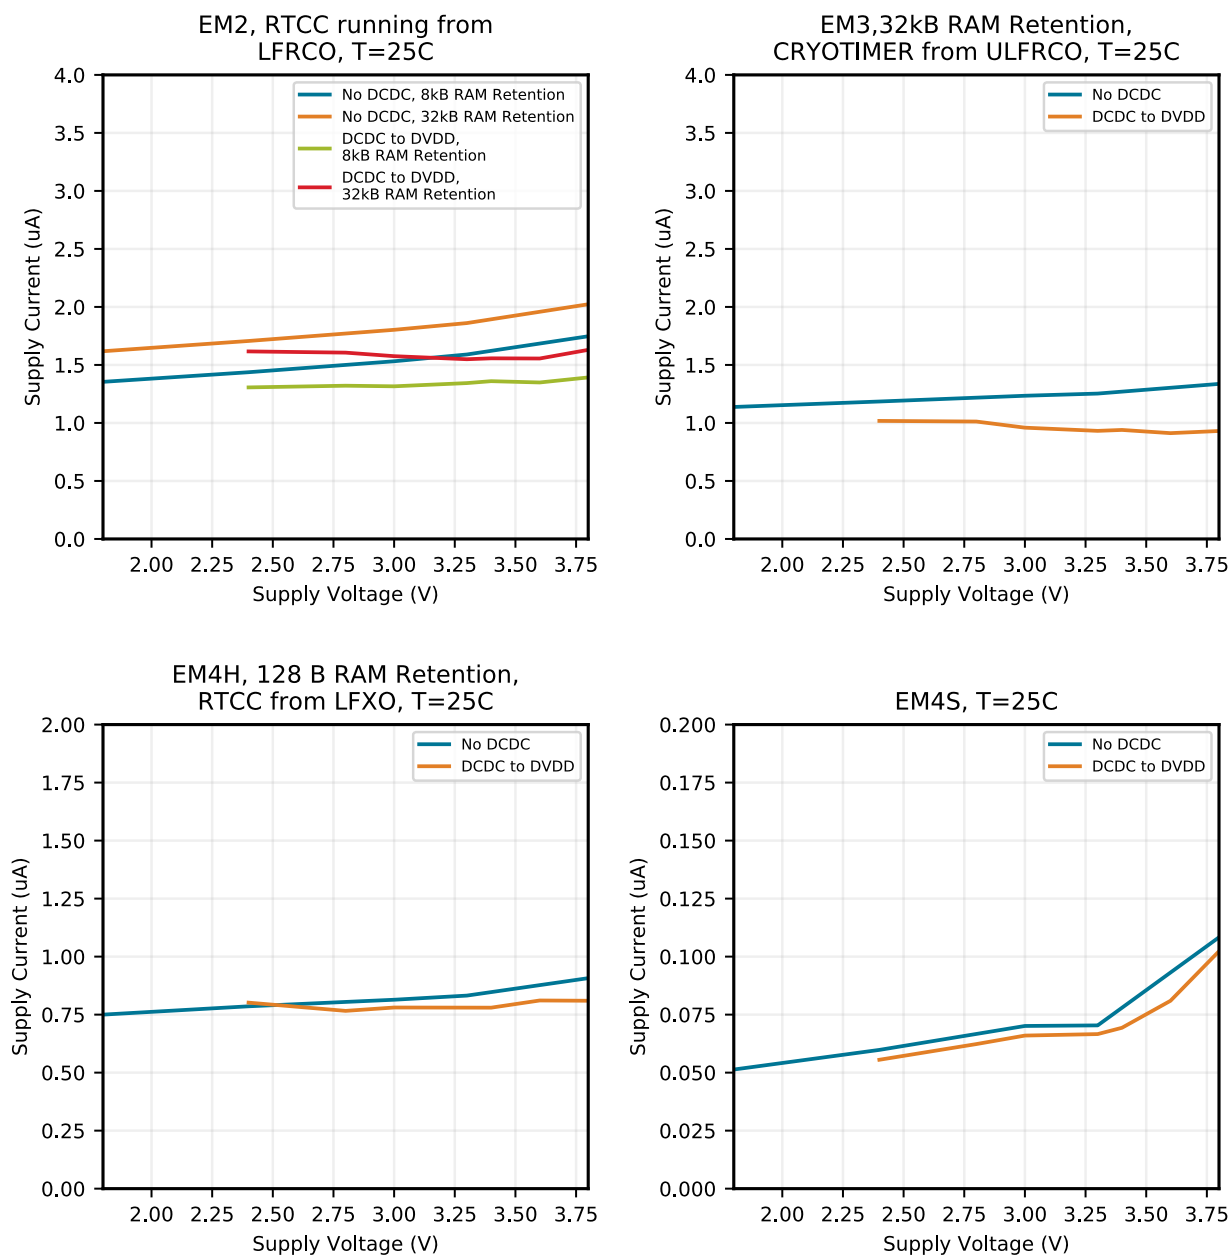 EM2, RTCC running from
LFRCO, T=25C
4.0
3.5
3.0
2.5
2.0
1.5
1.0
0.5
0.0
Supply Current (uA)
No DCDC, 8kB RAM Retention
No DCDC, 32kB RAM Retention
DCDC to DVDD,
8kB RAM Retention
DCDC to DVDD,
32kB RAM Retention
2.00 2.25 2.50 2.75 3.00 3.25 3.50 3.75
Supply Voltage (V)
EM3,32kB RAM Retention,
CRYOTIMER from ULFRCO, T=25C
4.0
3.5
3.0
2.5
2.0
1.5
1.0
0.5
0.0
Supply Current (uA)
No DCDC
DCDC to DVDD
2.00 2.25 2.50 2.75 3.00 3.25 3.50 3.75
Supply Voltage (V)
EM4H, 128 B RAM Retention,
RTCC from LFXO, T=25C
2.00
1.75
1.50
1.25
1.00
0.75
0.50
0.25
0.00
Supply Current (uA)
No DCDC
DCDC to DVDD
2.00 2.25 2.50 2.75 3.00 3.25 3.50 3.75
Supply Voltage (V)
EM4S, T=25C
0.200
0.175
0.150
0.125
0.100
0.075
0.050
0.025
0.000
Supply Current (uA)
No DCDC
DCDC to DVDD
2.00 2.25 2.50 2.75 3.00 3.25 3.50 3.75
Supply Voltage (V)